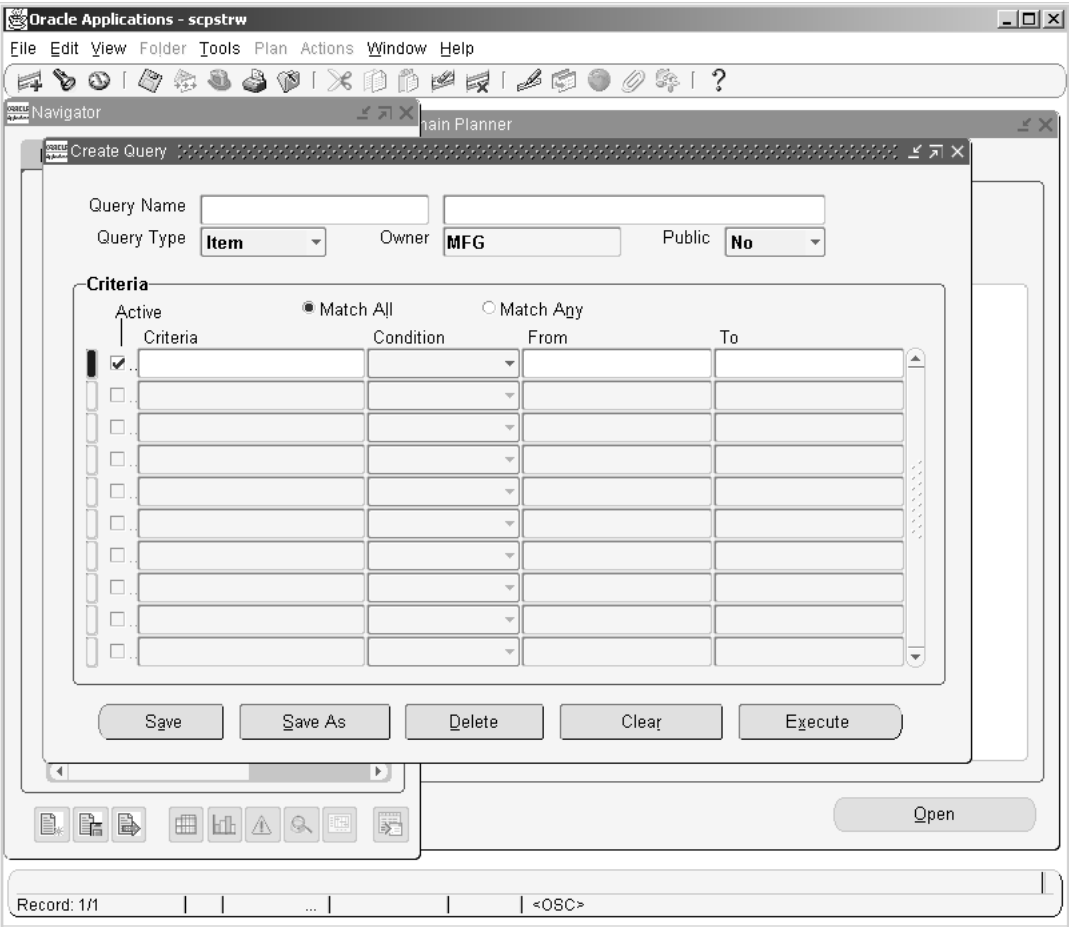 Oracle Applications - scpstrw
File Edit View Folder Tools Plan Actions Window Help
?
Navigator
hain Planner
Create Query
Query Name
Query Type Item Owner MFG Public No
Criteria
Active Match All Match Any
Criteria Condition From To
Save Save As Delete Clear Execute
Open
Record: 1/1 ... <OSC>